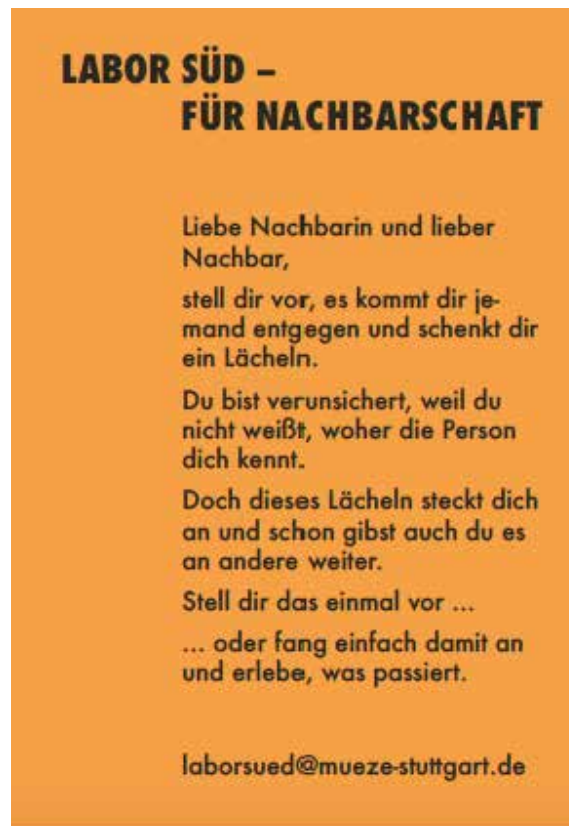 LABOR SÜD –
FÜR NACHBARSCHAFT
Liebe Nachbarin und lieber
Nachbar,
stell dir vor, es kommt dir je-
mand entgegen und schenkt dir
ein Lächeln.
Du bist verunsichert, weil du
nicht weißt, woher die Person
dich kennt.
Doch dieses Lächeln steckt dich
an und schon gibst auch du es
an andere weiter.
Stell dir das einmal vor ...
... oder fang einfach damit an
und erlebe, was passiert.
laborsued@mueze-stuttgart.de